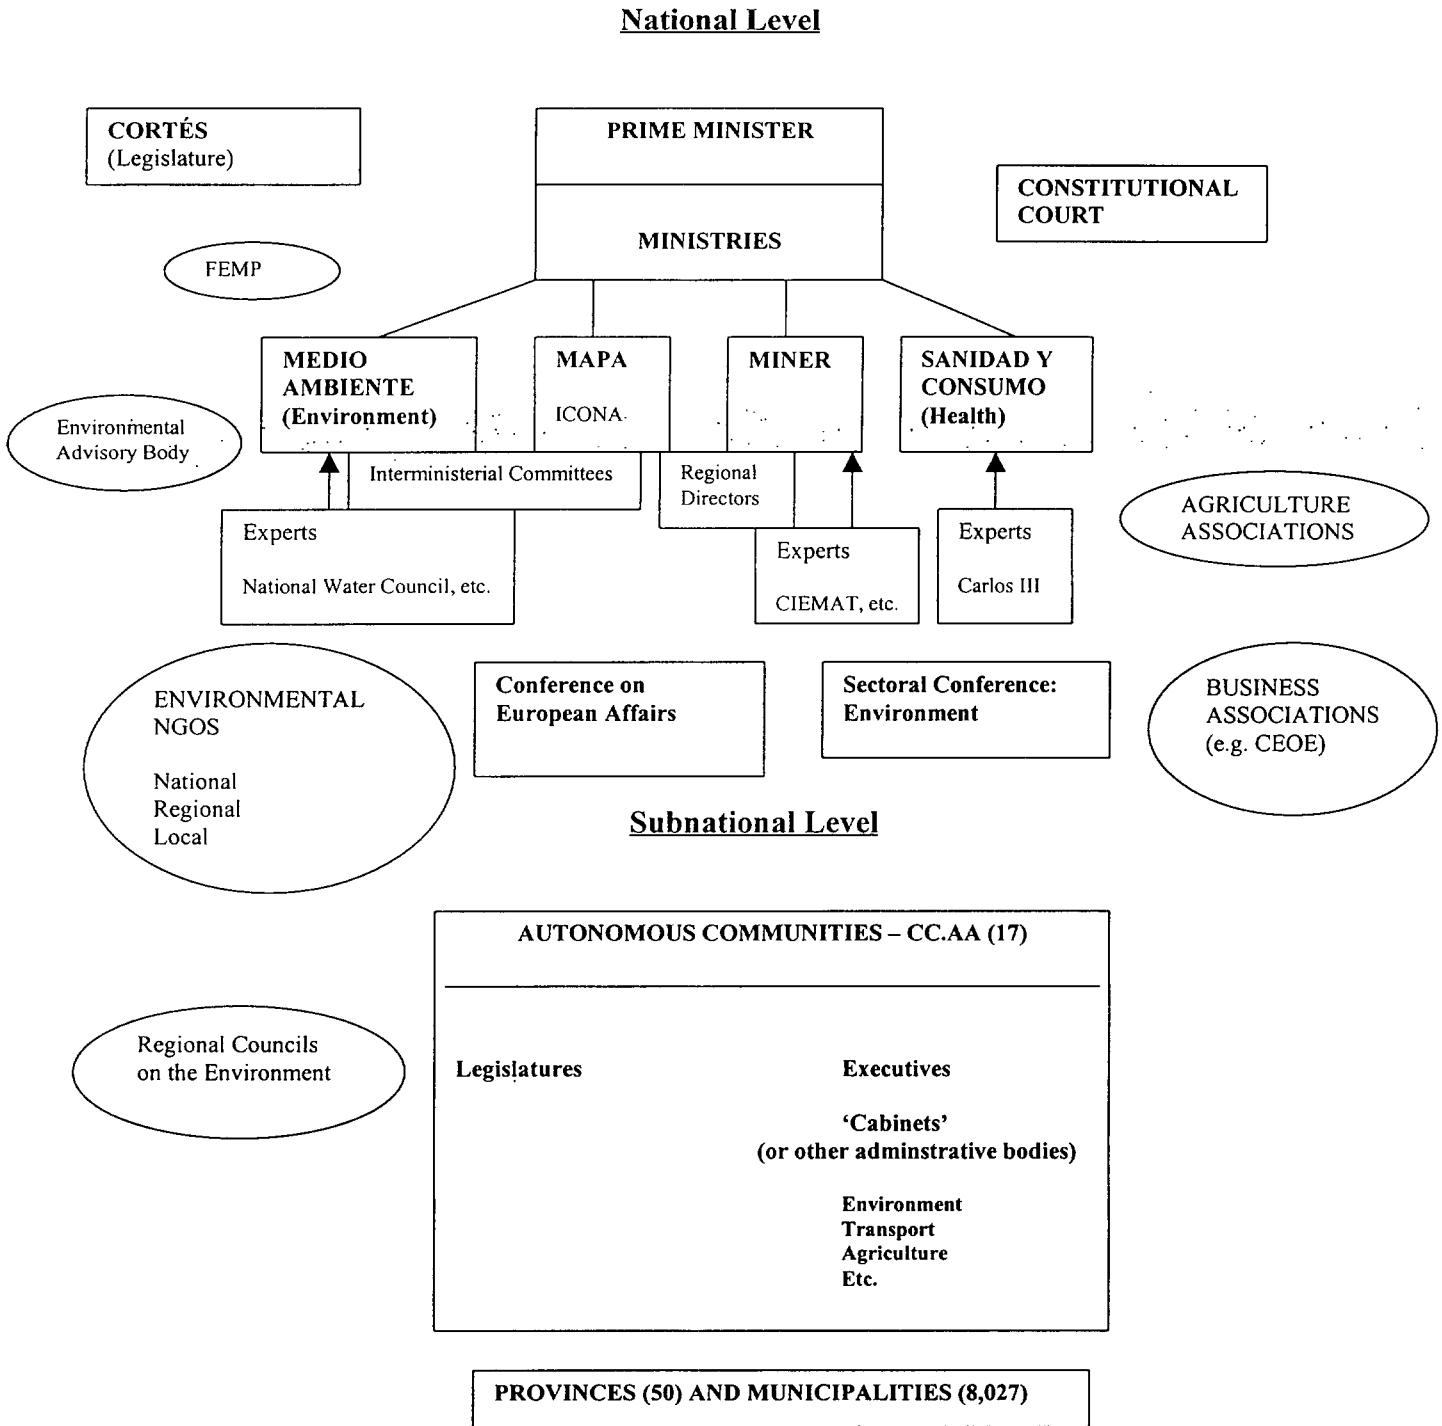 National Level
CORTÉS
(Legislature)
PRIME MINISTER
MINISTRIES
CONSTITUTIONAL
COURT
FEMP
MEDIO
AMBIENTE
(Environment)
MAPA
ICONA
MINER
SANIDAD Y
CONSUMO
(Health)
Environmental
Advisory Body
Interministerial Committees
Regional
Directors
Experts
National Water Council, etc.
Experts
CIEMAT, etc.
Experts
Carlos III
AGRICULTURE
ASSOCIATIONS
ENVIRONMENTAL
NGOS
National
Regional
Local
Conference on
European Affairs
Sectoral Conference:
Environment
BUSINESS
ASSOCIATIONS
(e.g. CEOE)
Subnational Level
AUTONOMOUS COMMUNITIES – CC.AA (17)
Regional Councils
on the Environment
Legislatures
Executives
‘Cabinets’
(or other adminstrative bodies)
Environment
Transport
Agriculture
Etc.
PROVINCES (50) AND MUNICIPALITIES (8,027)